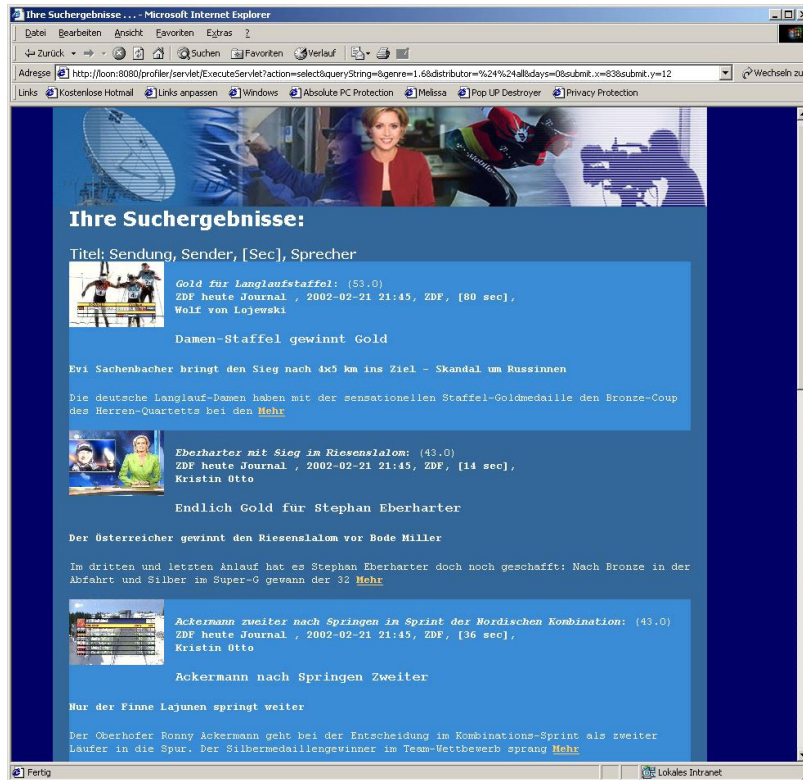 Ihre Suchergebnisse . . . - Microsoft Internet Explorer
Datei Bearbeiten Ansicht Favoriten Extras ?
Zurück Suchen Favoriten Verlauf
Adresse http://loon:8080/profiler/servlet/ExecuteServlet?action=select&queryString=&genre=1.6&distributor=%24%24all&days=0&submit.x=83&submit.y=12 Wechseln zu
Links Kostenlose Hotmail Links anpassen Windows Absolute PC Protection Melissa Pop UP Destroyer Privacy Protection
Ihre Suchergebnisse:
Titel: Sendung, Sender, [Sec], Sprecher
Gold für Langlaufstaffel: (53.0)
ZDF heute Journal , 2002-02-21 21:45, ZDF, [80 sec],
Wolf von Lojewski
Damen-Staffel gewinnt Gold
Evi Sachenbacher bringt den Sieg nach 4x5 km ins Ziel - Skandal um Russinnen
Die deutsche Langlauf-Damen haben mit der sensationellen Staffel-Goldmedaille den Bronze-Coup
des Herren-Quartetts bei den Mehr
Eberharter mit Sieg im Riesenslalom: (43.0)
ZDF heute Journal , 2002-02-21 21:45, ZDF, [14 sec],
Kristin Otto
Endlich Gold für Stephan Eberharter
Der Österreicher gewinnt den Riesenslalom vor Bode Miller
Im dritten und letzten Anlauf hat es Stephan Eberharter doch noch geschafft: Nach Bronze in der
Abfahrt und Silber im Super-G gewann der 32 Mehr
Ackermann zweiter nach Springen im Sprint der Nordischen Kombination: (43.0)
ZDF heute Journal , 2002-02-21 21:45, ZDF, [36 sec],
Kristin Otto
Ackermann nach Springen Zweiter
Nur der Finne Lajunen springt weiter
Der Oberhofer Ronny Ackermann geht bei der Entscheidung im Kombinations-Sprint als zweiter
Läufer in die Spur. Der Silbermedaillengewinner im Team-Wettbewerb sprang Mehr
Fertig Lokales Intranet